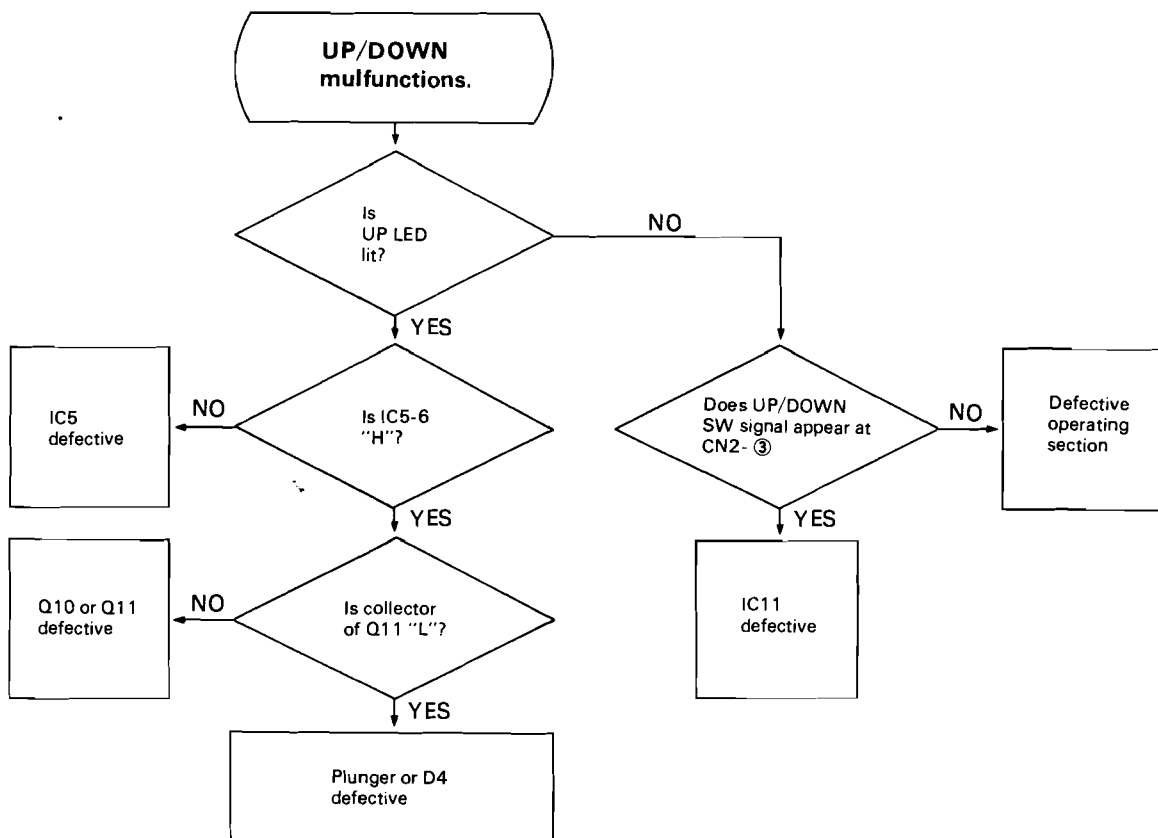 UP/DOWN
mulfunctions.
Is
UP LED
lit?
NO
YES
Is IC5-6
"H"?
NO
IC5
defective
YES
Is collector
of Q11 "L"?
NO
Q10 or Q11
defective
YES
Plunger or D4
defective
Does UP/DOWN
SW signal appear at
CN2- ③
NO
Defective
operating
section
YES
IC11
defective